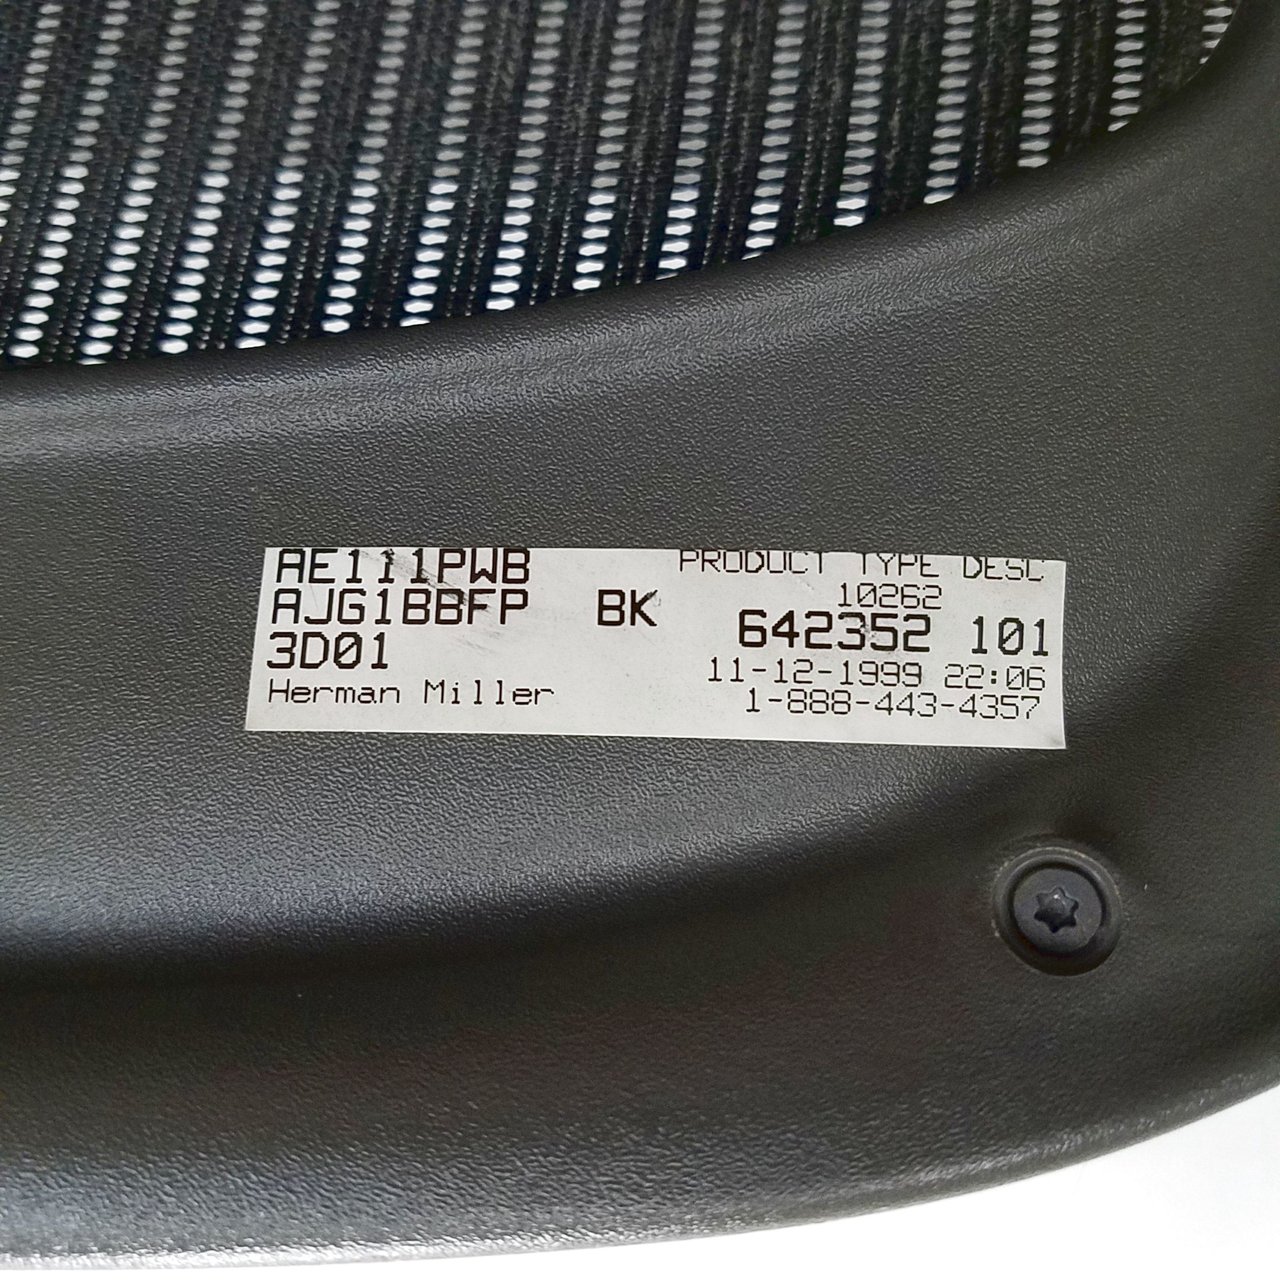 AE111PWB
PRODUCT TYPE DESC
10262
AJG1BBFP BK
642352 101
3D01
11-12-1999 22:06
Herman Miller
1-888-443-4357